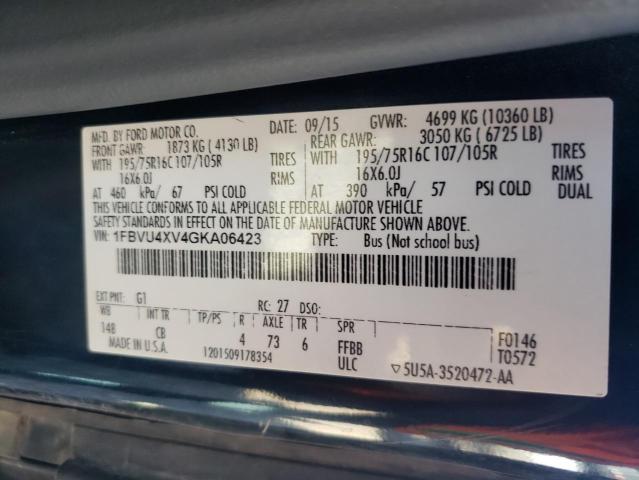 MFD. BY FORD MOTOR CO. DATE: 09/15 GVWR: 4699 KG (10360 LB)
FRONT GAWR: 1873 KG ( 4130 LB) REAR GAWR: 3050 KG ( 6725 LB)
WITH 195/75R16C 107/105R TIRES WITH 195/75R16C 107/105R TIRES
16X6.0J RIMS 16X6.0J RIMS
AT 460 kPa/ 67 PSI COLD AT 390 kPa/ 57 PSI COLD DUAL
THIS VEHICLE CONFORMS TO ALL APPLICABLE FEDERAL MOTOR VEHICLE
SAFETY STANDARDS IN EFFECT ON THE DATE OF MANUFACTURE SHOWN ABOVE.
VIN: 1FBVU4XV4GKA06423 TYPE: Bus (Not school bus)
EXT PNT: G1 RC: 27 DSO:
WB INT TR TP/PS R AXLE TR SPR F0146
148 CB 4 73 6 FFBB T0572
MADE IN U.S.A. 1201509178354 ULC ▽5U5A-3520472-AA